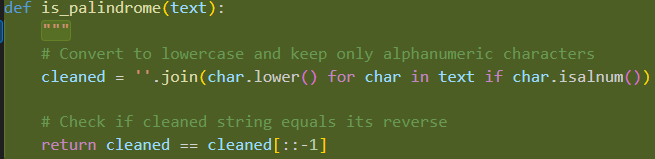 def is_palindrome(text):
    """
    # Convert to lowercase and keep only alphanumeric characters
    cleaned = ''.join(char.lower() for char in text if char.isalnum())

    # Check if cleaned string equals its reverse
    return cleaned == cleaned[::-1]